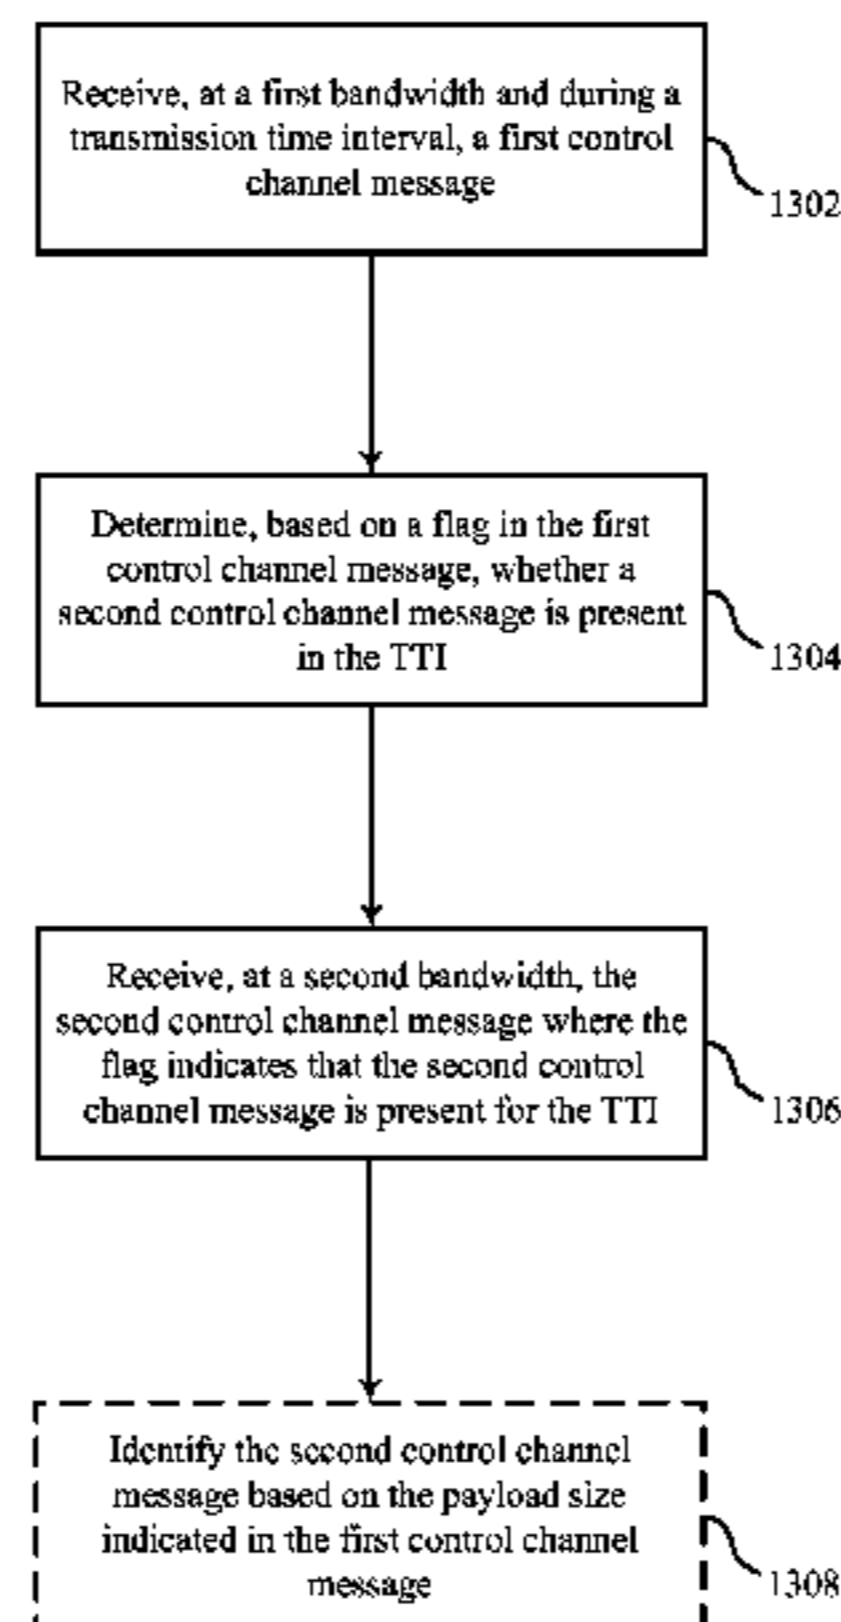 Receive, at a first bandwidth and during a
transmission time interval, a first control
channel message
1302
Determine, based on a flag in the first
control channel message, whether a
second control channel message is present
in the TTI
1304
Receive, at a second bandwidth, the
second control channel message where the
flag indicates that the second control
channel message is present for the TTI
1306
Identify the second control channel
message based on the payload size
indicated in the first control channel
message
1308